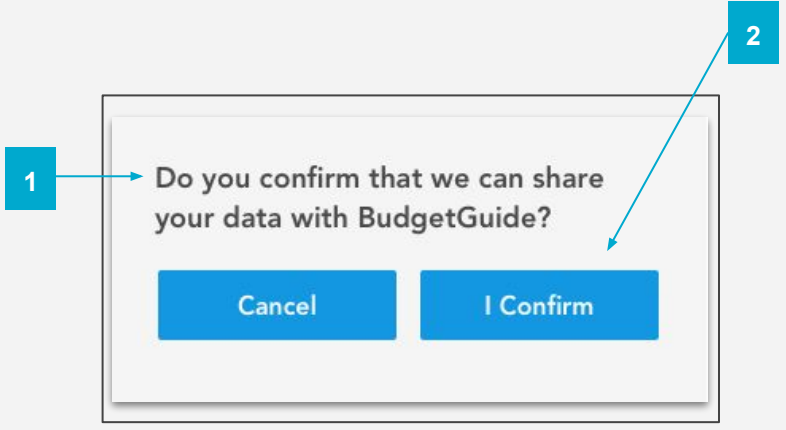 2
1
Do you confirm that we can share
your data with BudgetGuide?
Cancel
I Confirm